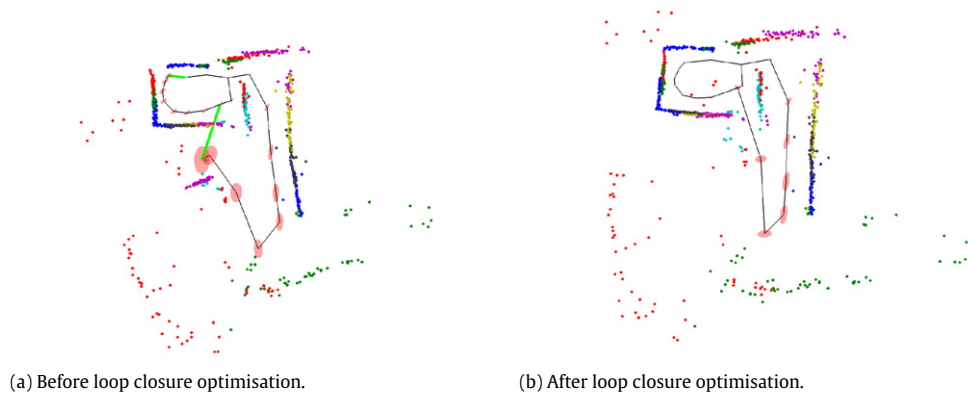 (a) Before loop closure optimisation.
(b) After loop closure optimisation.